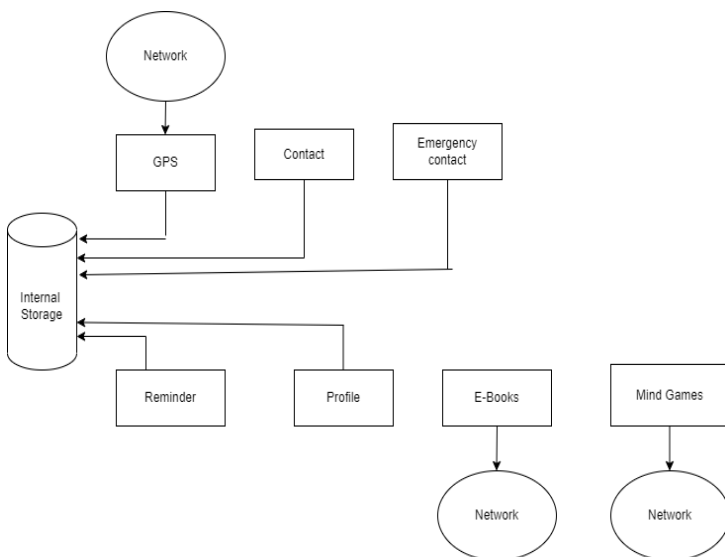 Network
GPS
Contact
Emergency
contact
Internal
Storage
Reminder
Profile
E-Books
Mind Games
Network
Network